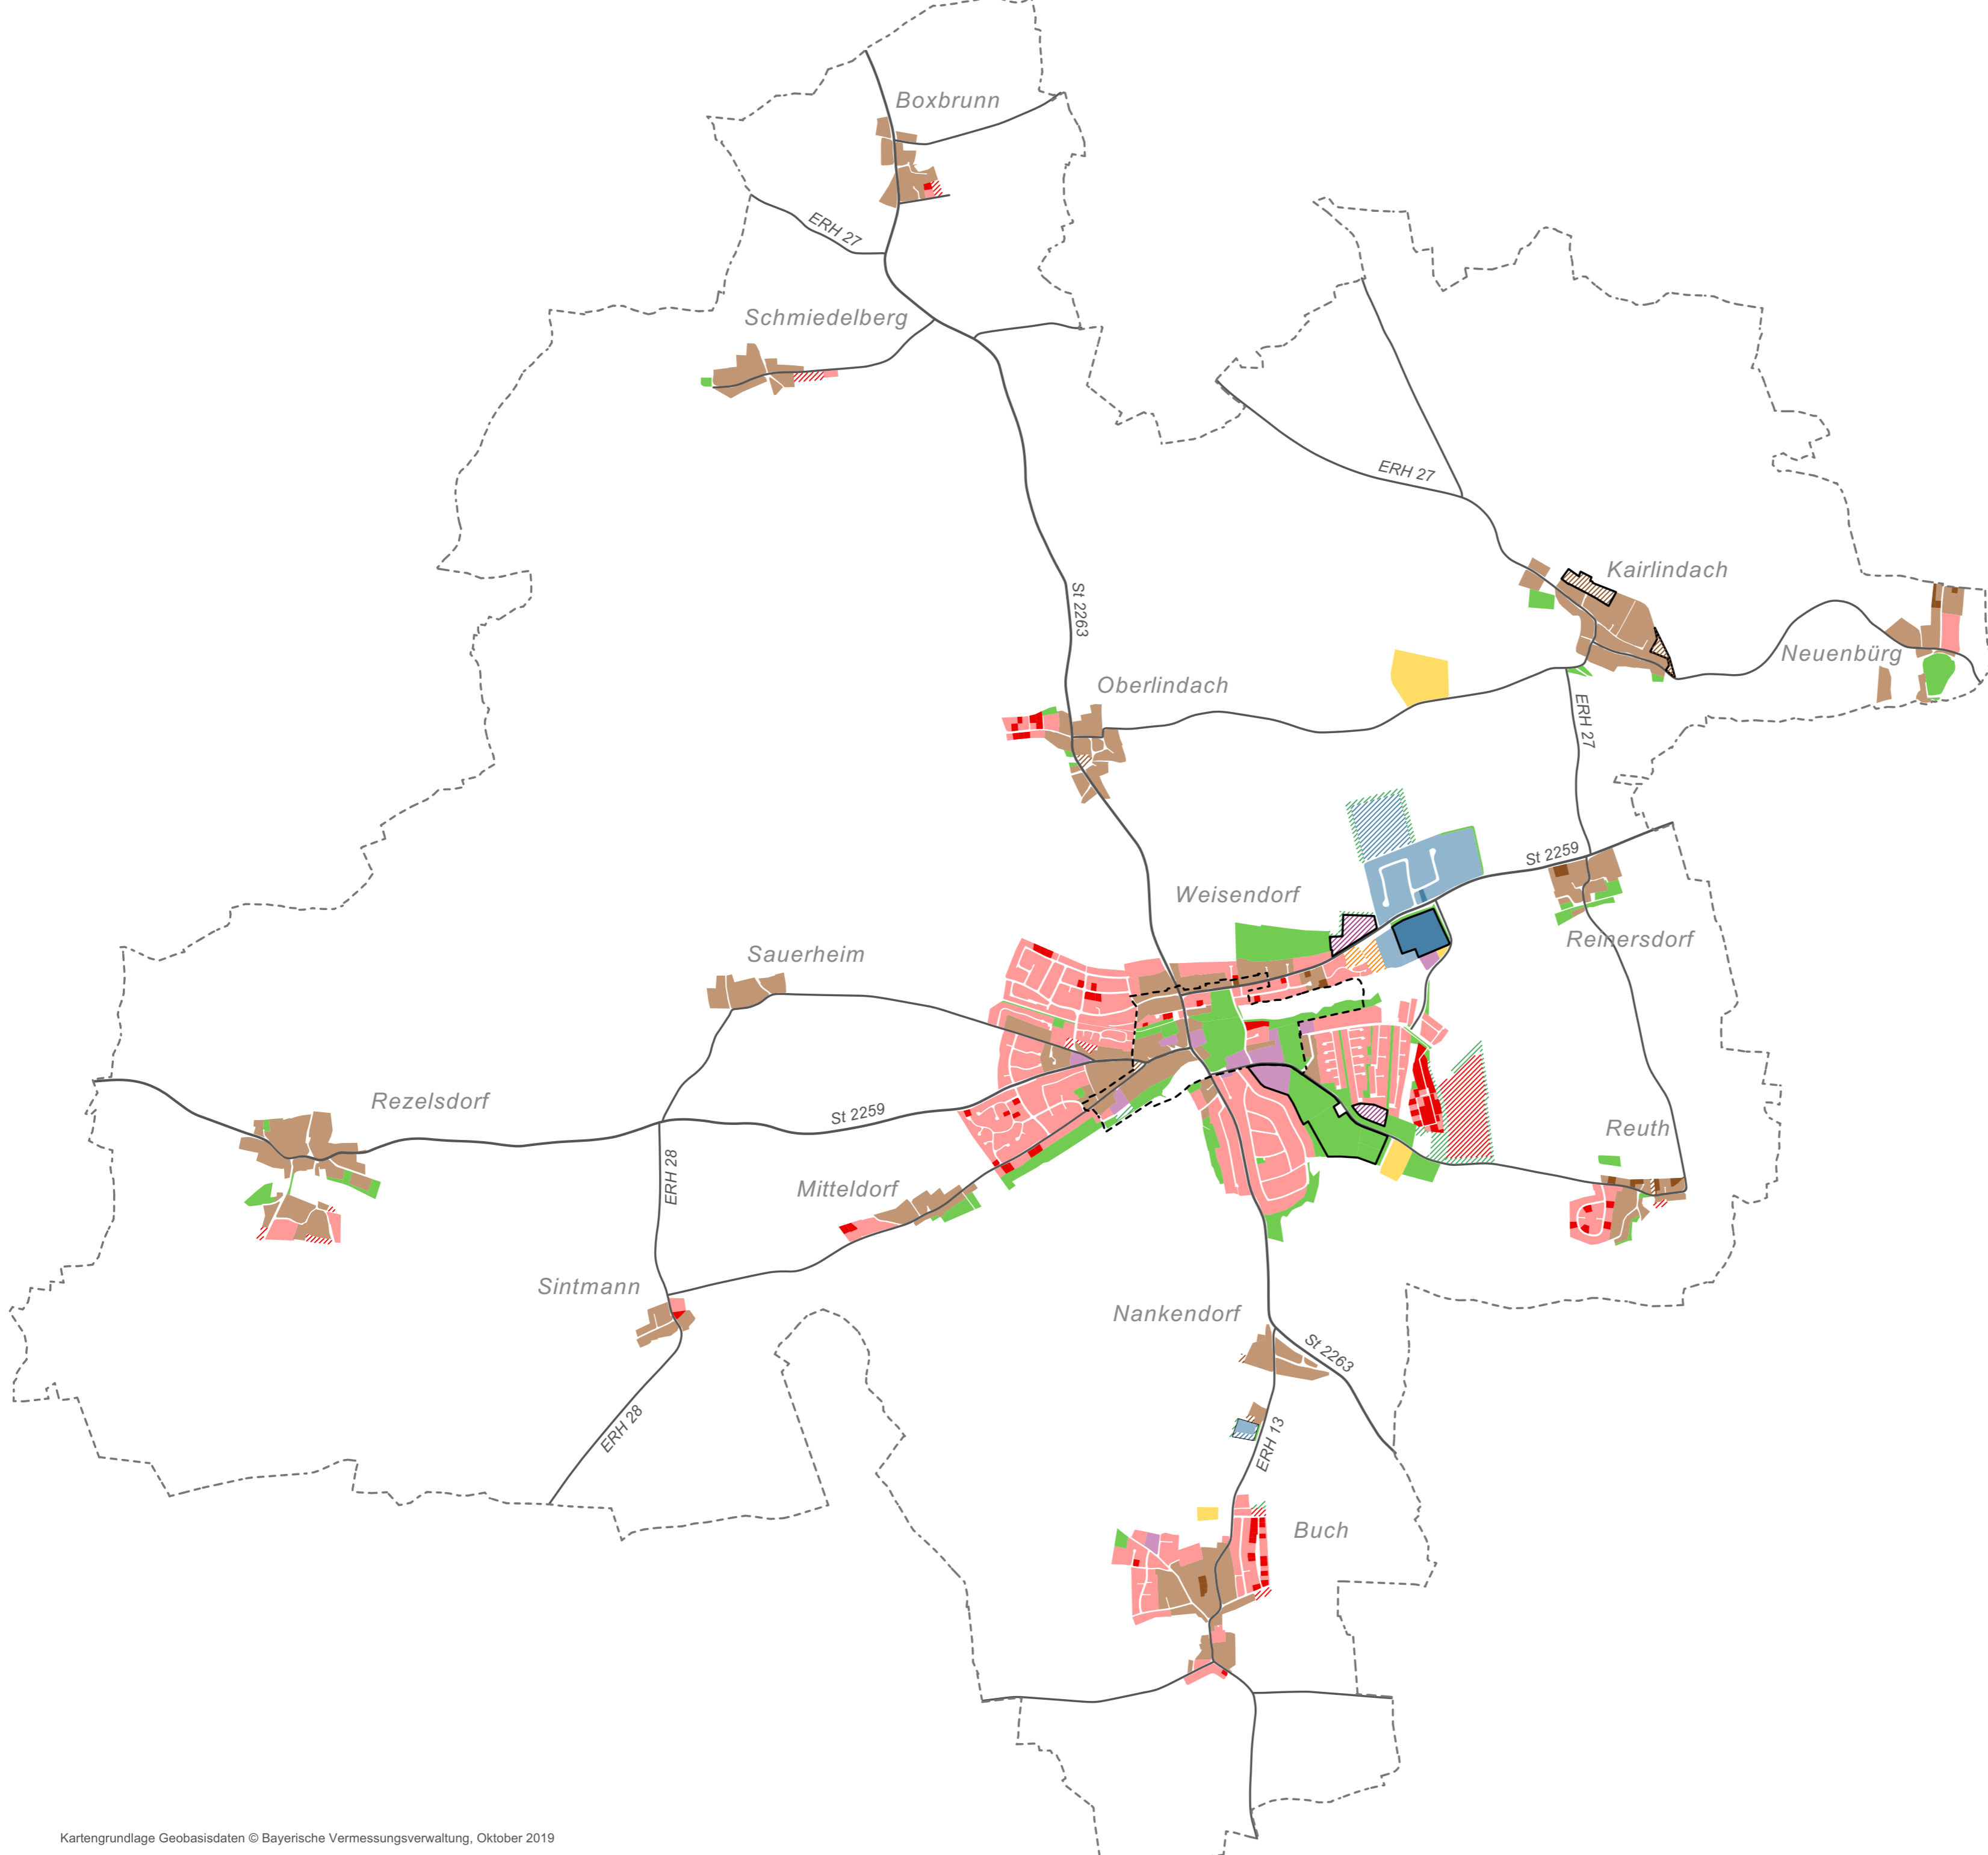 Boxbrunn
ERH 27
Schmiedelberg
ERH 27
Kairlindach
St 2263
Neuenbürg
Oberlindach
ERH 27
St 2259
Weisendorf
Reinersdorf
Sauerheim
Rezelsdorf
St 2259
Reuth
ERH 28
Mitteldorf
Sintmann
Nankendorf
St 2263
ERH 28
ERH 13
Buch
Kartengrundlage Geobasisdaten © Bayerische Vermessungsverwaltung, Oktober 2019